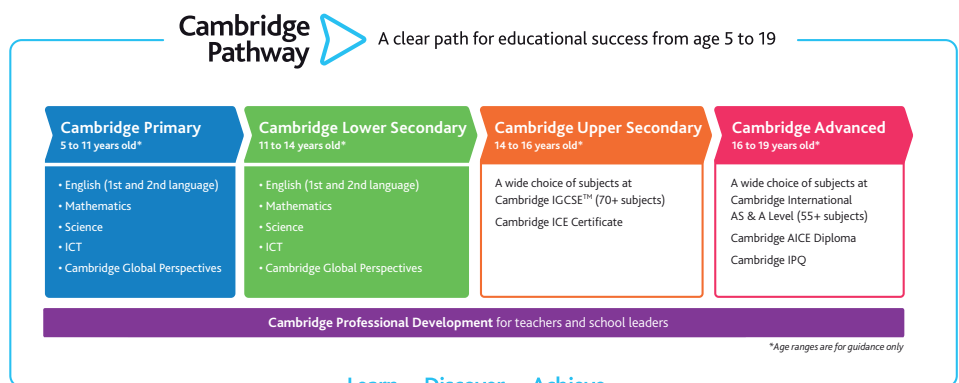 Cambridge
Pathway
A clear path for educational success from age 5 to 19
Cambridge Primary
5 to 11 years old*
• English (1st and 2nd language)
• Mathematics
• Science
• ICT
• Cambridge Global Perspectives
Cambridge Lower Secondary
11 to 14 years old*
• English (1st and 2nd language)
• Mathematics
• Science
• ICT
• Cambridge Global Perspectives
Cambridge Upper Secondary
14 to 16 years old*
A wide choice of subjects at
Cambridge IGCSE™ (70+ subjects)
Cambridge ICE Certificate
Cambridge Advanced
16 to 19 years old*
A wide choice of subjects at
Cambridge International
AS & A Level (55+ subjects)
Cambridge AICE Diploma
Cambridge IPQ
Cambridge Professional Development for teachers and school leaders
*Age ranges are for guidance only
Learn Discover Achieve